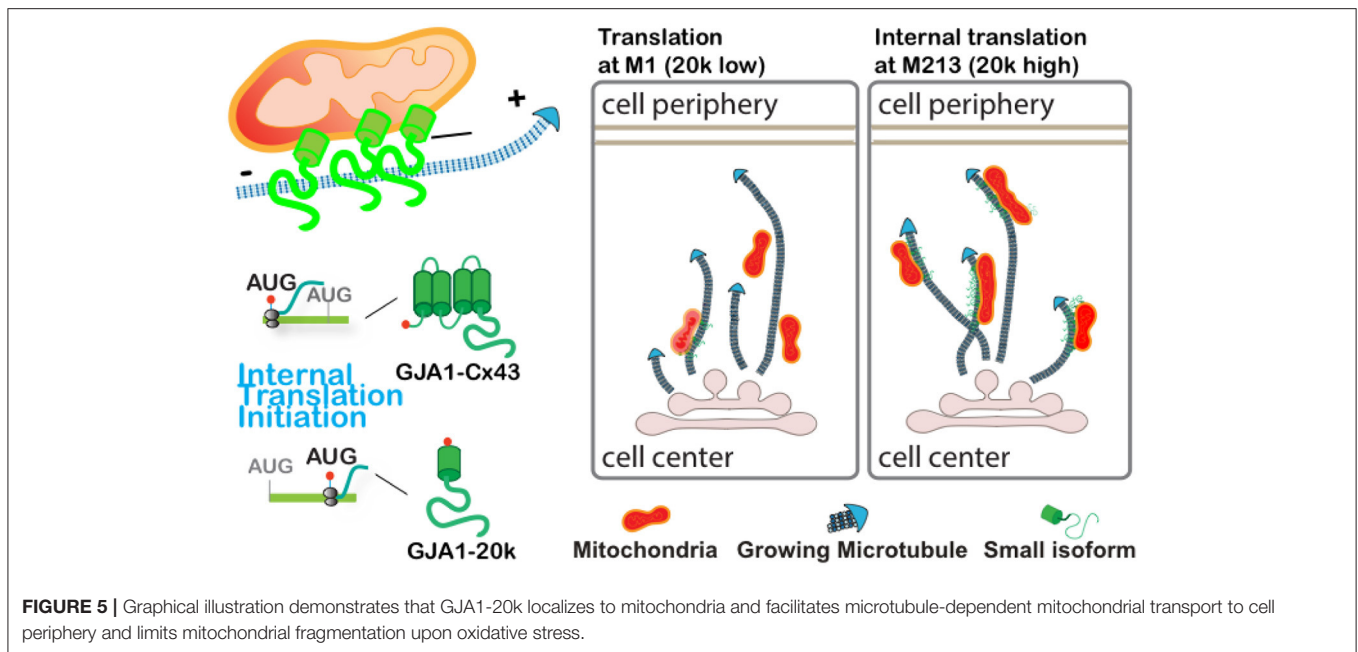 +
-
AUG
AUG
GJA1-Cx43
Internal
Translation
Initiation
AUG
AUG
GJA1-20k
Translation
at M1 (20k low)
cell periphery
cell center
Internal translation
at M213 (20k high)
cell periphery
cell center
Mitochondria
Growing Microtubule
Small isoform
FIGURE 5 | Graphical illustration demonstrates that GJA1-20k localizes to mitochondria and facilitates microtubule-dependent mitochondrial transport to cell
periphery and limits mitochondrial fragmentation upon oxidative stress.